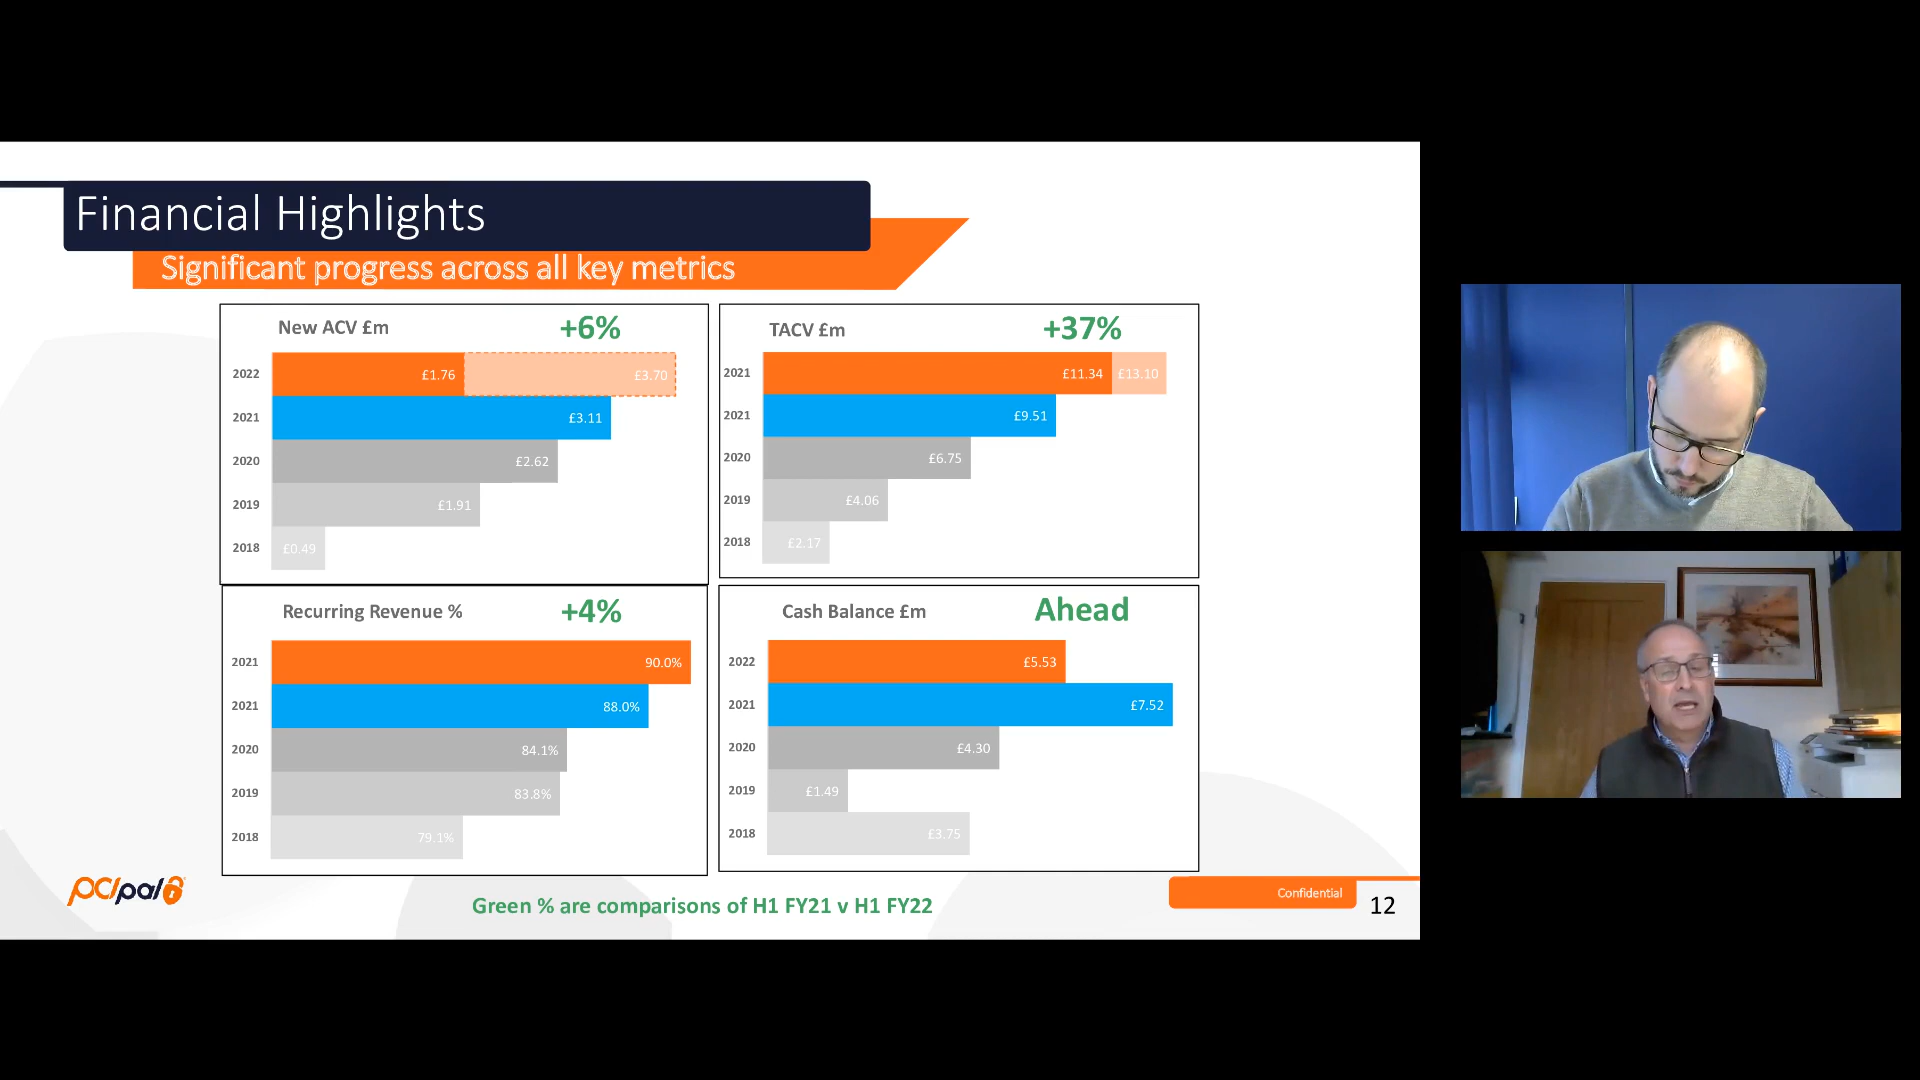 Financial Highlights
Significant progress across all key metrics
New ACV £m +6%
2022 £1.76 £3.70
2021 £3.11
2020 £2.62
2019 £1.91
2018 £0.49
TACV £m +37%
2021 £11.34 £13.10
2021 £9.51
2020 £6.75
2019 £4.06
2018 £2.17
Recurring Revenue % +4%
2021 90.0%
2021 88.0%
2020 84.1%
2019 83.8%
2018 79.1%
Cash Balance £m Ahead
2022 £5.53
2021 £7.52
2020 £4.30
2019 £1.49
2018 £3.75
pci/pal
Green % are comparisons of H1 FY21 v H1 FY22
Confidential
12